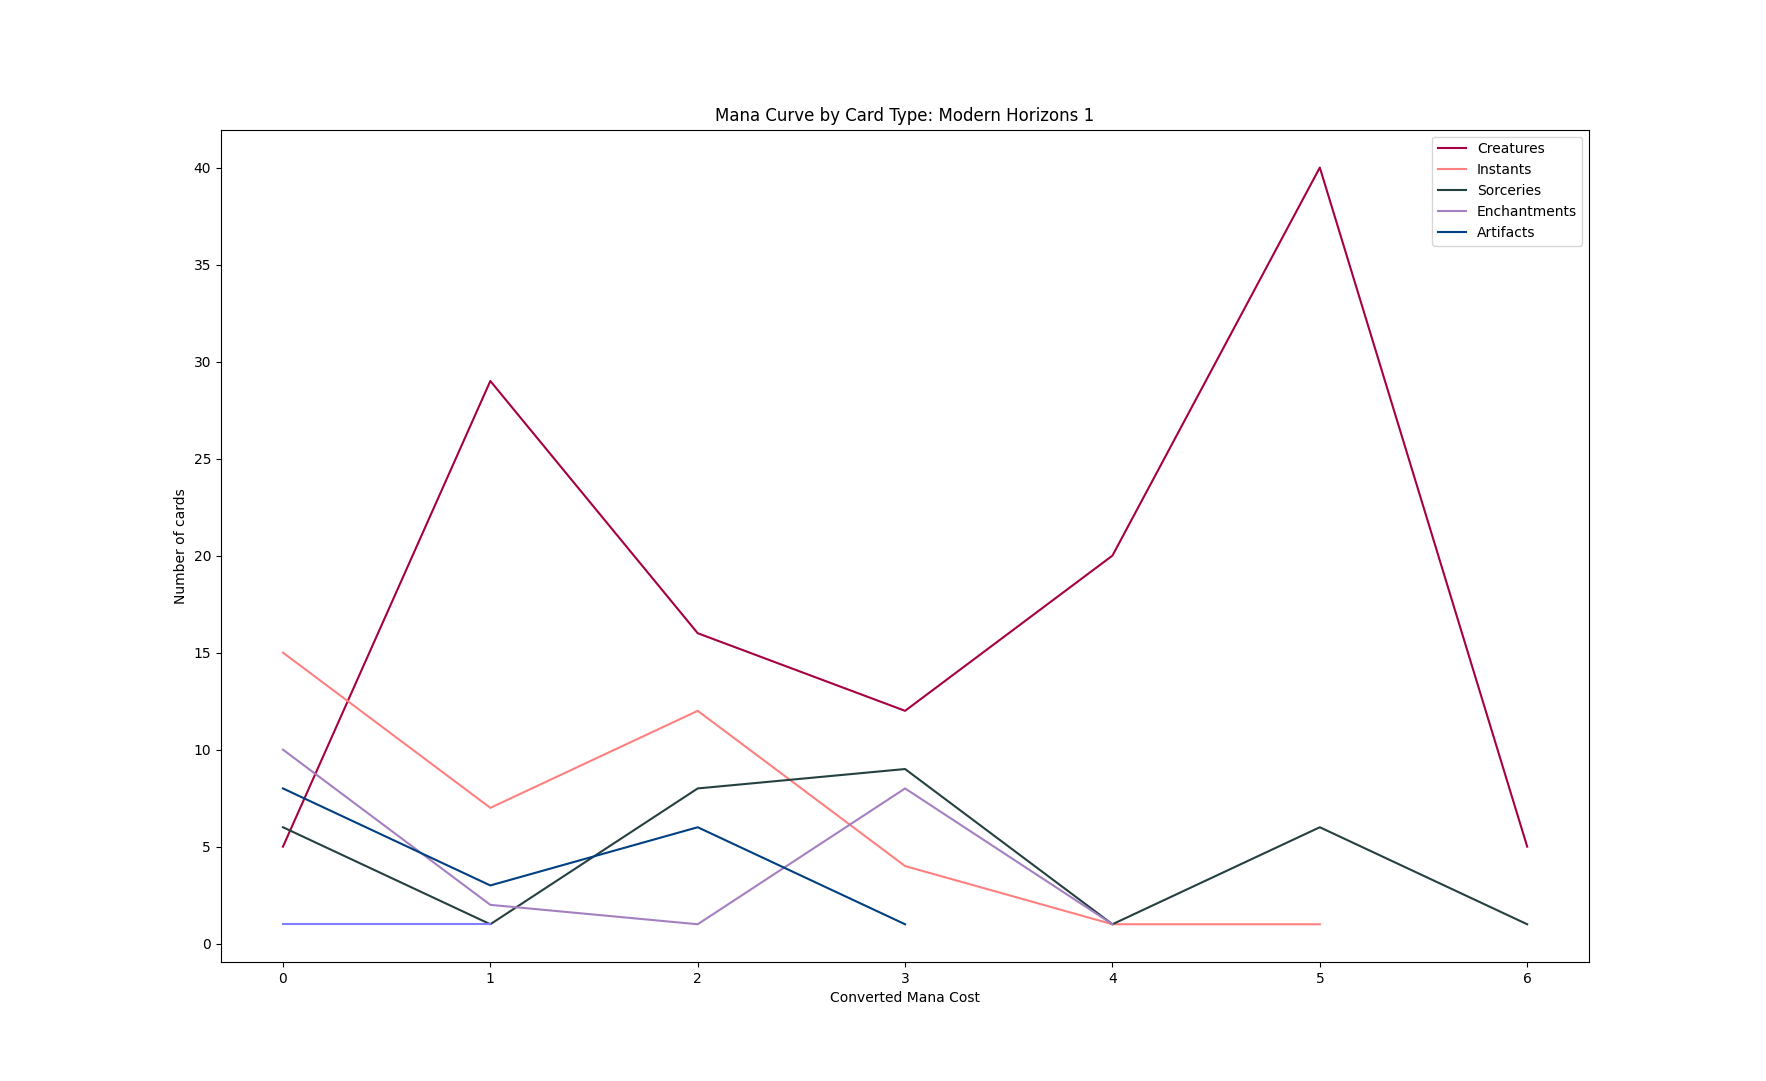 Mana Curve by Card Type: Modern Horizons 1
Creatures
Instants
Sorceries
Enchantments
Artifacts
40
35
30
25
20
15
10
5
0
Number of cards
0 1 2 3 4 5 6
Converted Mana Cost